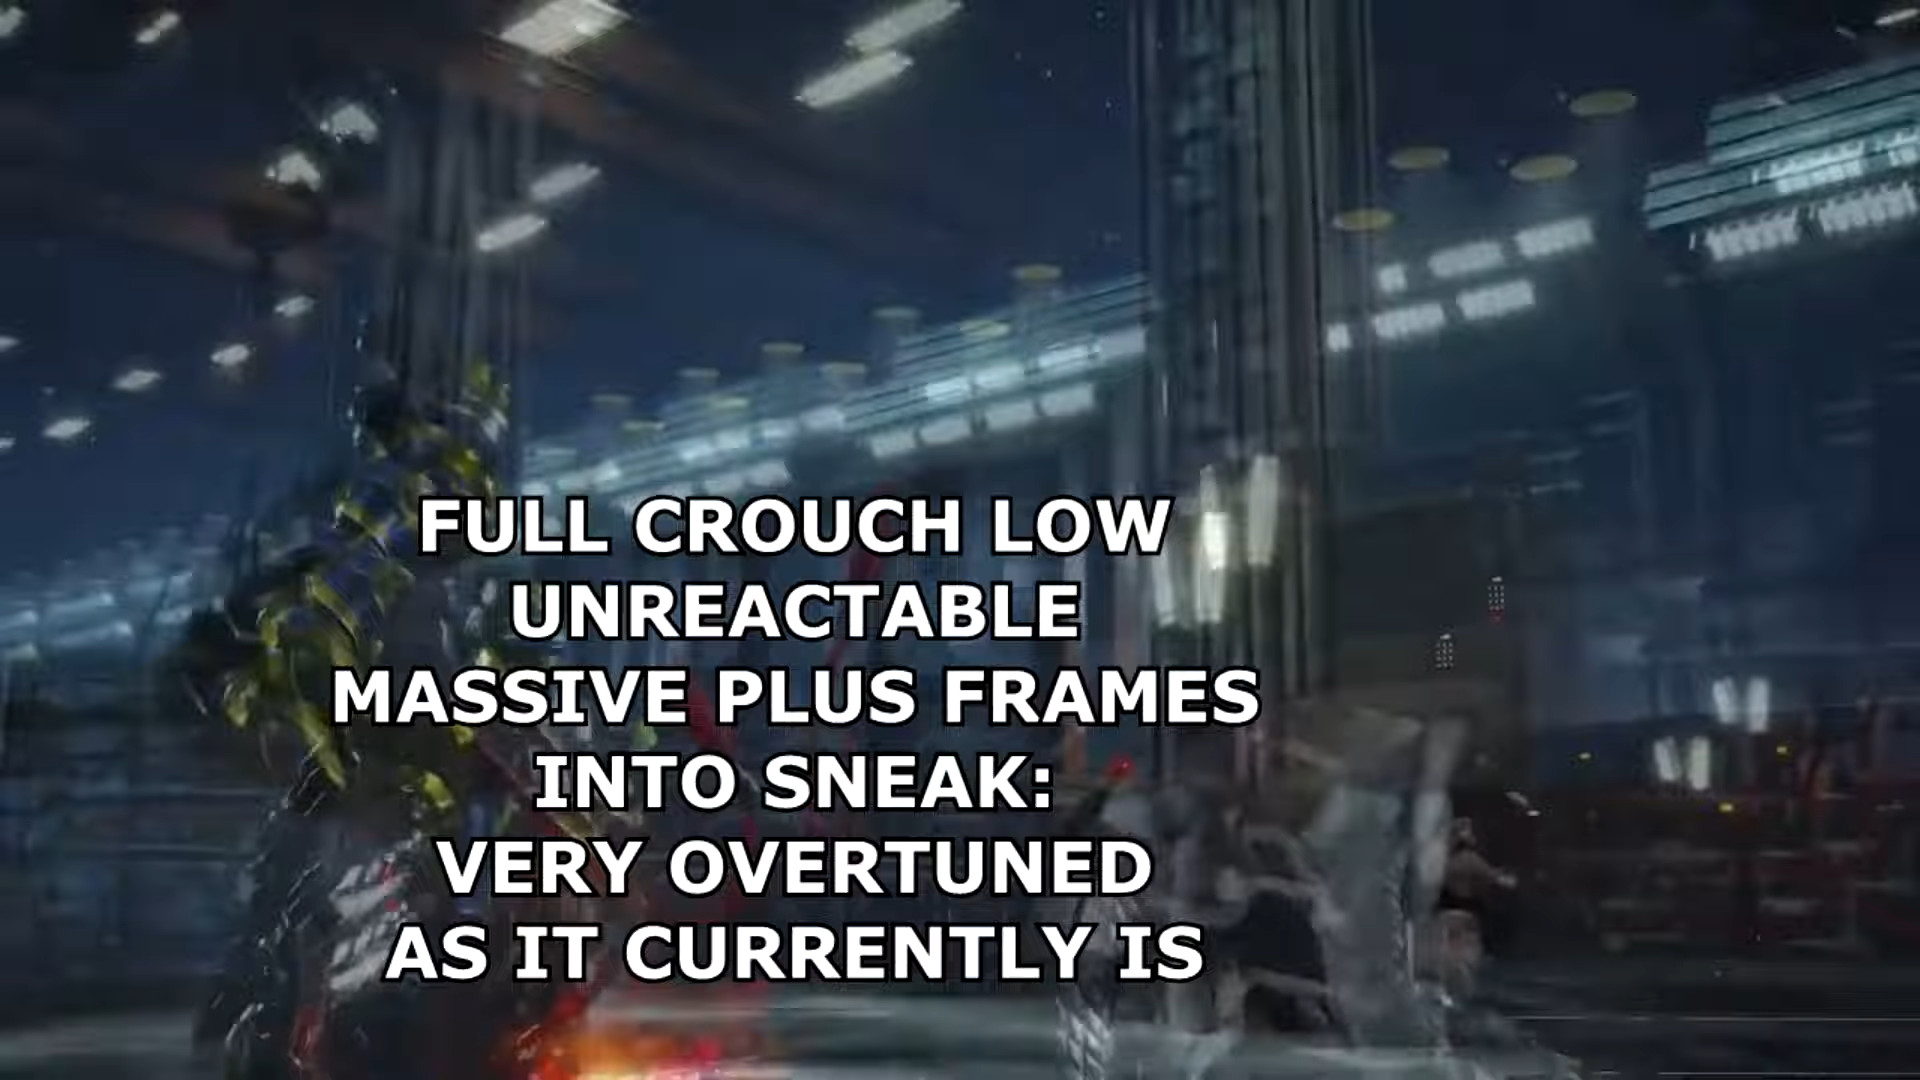 FULL CROUCH LOW
UNREACTABLE
MASSIVE PLUS FRAMES
INTO SNEAK:
VERY OVERTUNED
AS IT CURRENTLY IS